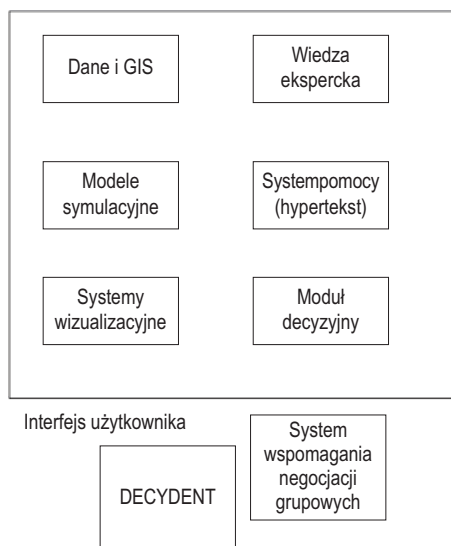 Dane i GIS
Wiedza
ekspercka
Modele
symulacyjne
Systempomocy
(hypertekst)
Systemy
wizualizacyjne
Moduł
decyzyjny
Interfejs użytkownika
System
wspomagania
negocjacji
grupowych
DECYDENT